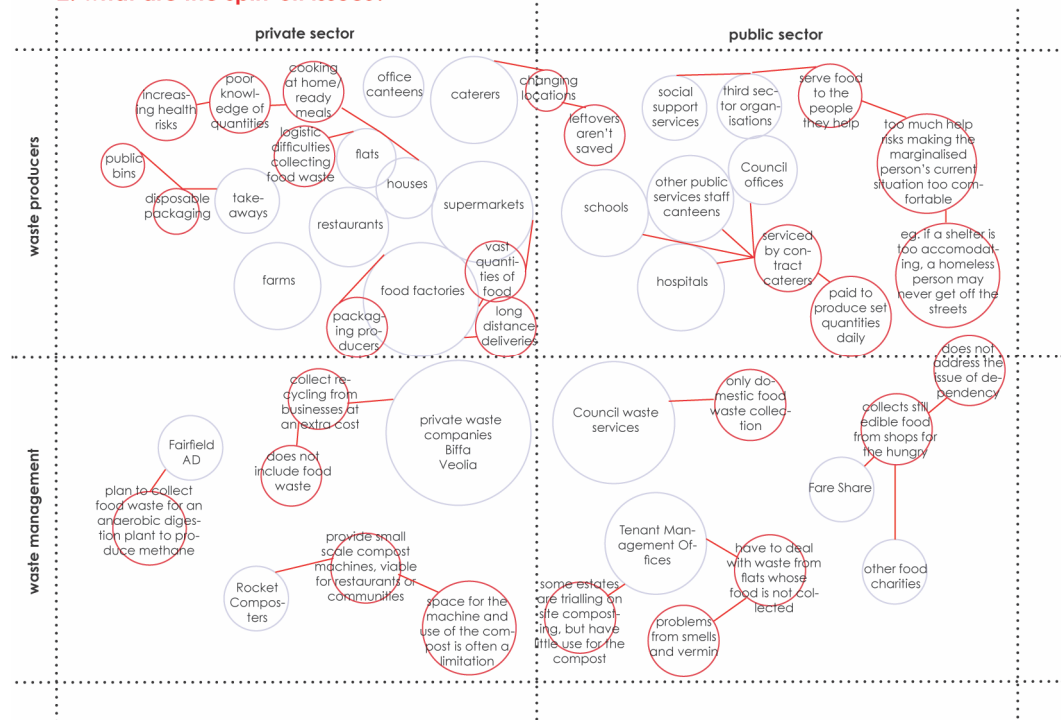 private sector
public sector
waste producers
increas-
ing health
risks
poor
knowl-
edge of
quantities
cooking
at home/
ready
meals
office
canteens
caterers
changing
locations
leftovers
aren't
saved
logistic
difficulties
collecting
food waste
flats
houses
public
bins
disposable
packaging
take-
aways
restaurants
supermarkets
farms
food factories
vast
quanti-
ties of
food
packag-
ing pro-
ducers
long
distance
deliveries
social
support
services
third sec-
tor organ-
isations
serve food
to the
people
they help
too much help
risks making the
marginalised
person's current
situation too com-
fortable
Council
offices
other public
services staff
canteens
schools
hospitals
serviced
by con-
tract
caterers
paid to
produce set
quantities
daily
eg. if a shelter is
too accomodat-
ing, a homeless
person may
never get off the
streets
waste management
collect re-
cycling from
businesses at
an extra cost
private waste
companies
Biffa
Veolia
Fairfield
AD
does not
include food
waste
plan to collect
food waste for an
anaerobic diges-
tion plant to pro-
duce methane
provide small
scale compost
machines, viable
for restaurants or
communities
Rocket
Compos-
ters
space for the
machine and
use of the com-
post is often a
limitation
Council waste
services
only do-
mestic food
waste collec-
tion
does not
address the
issue of de-
pendency
collects still
edible food
from shops for
the hungry
Fare Share
other food
charities
Tenant Man-
agement Of-
fices
have to deal
with waste from
flats whose
food is not col-
lected
some estates
are trialling on
site compost-
ing, but have
little use for the
compost
problems
from smells
and vermin